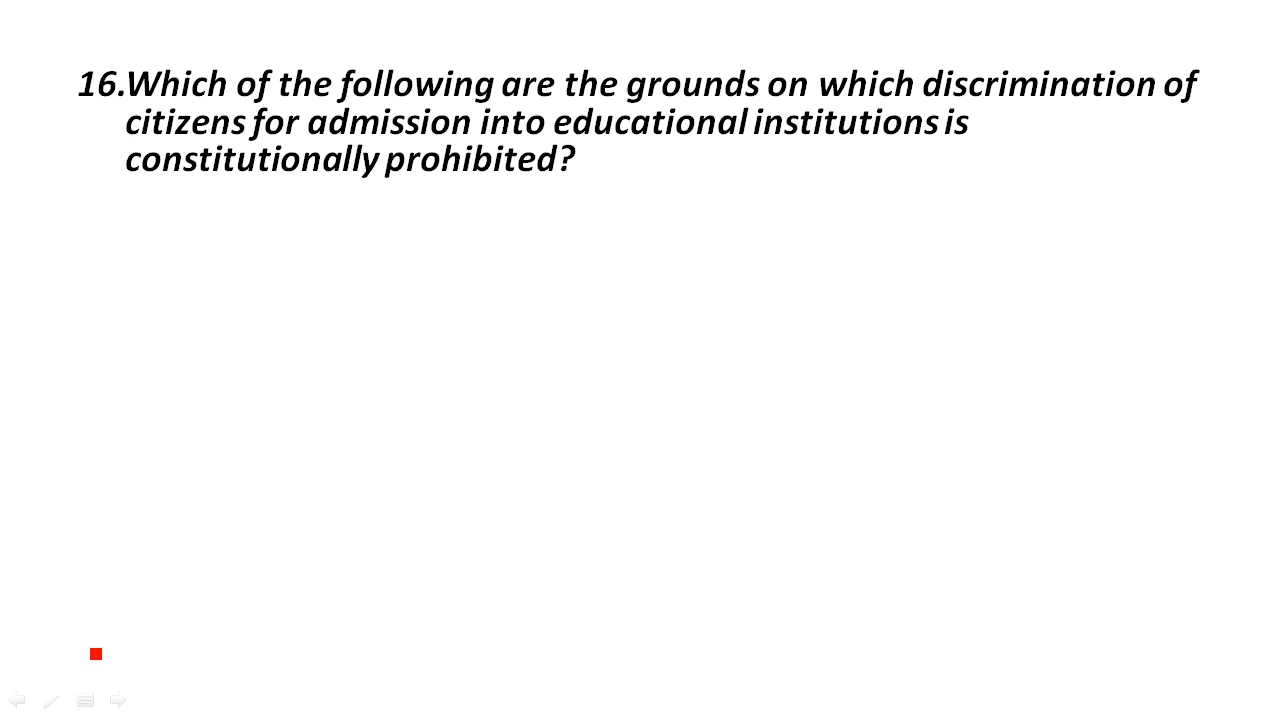 16.Which of the following are the grounds on which discrimination of
citizens for admission into educational institutions is
constitutionally prohibited?